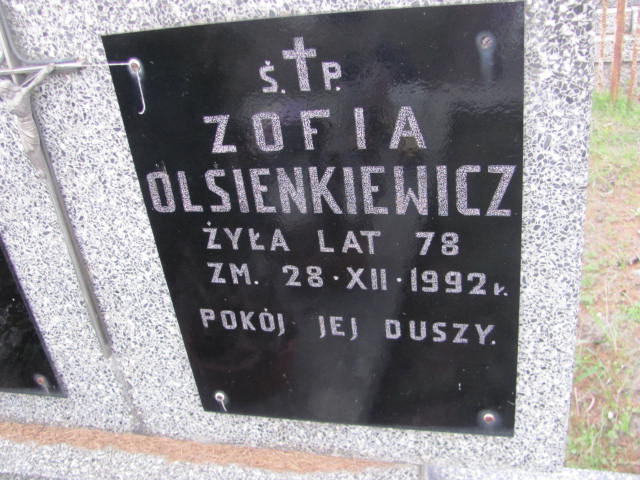 Ś.†P.
ZOFIA
OLSIENKIEWICZ
ŻYŁA LAT 78
ZM. 28·XII·1992 r.
POKÓJ JEJ DUSZY.